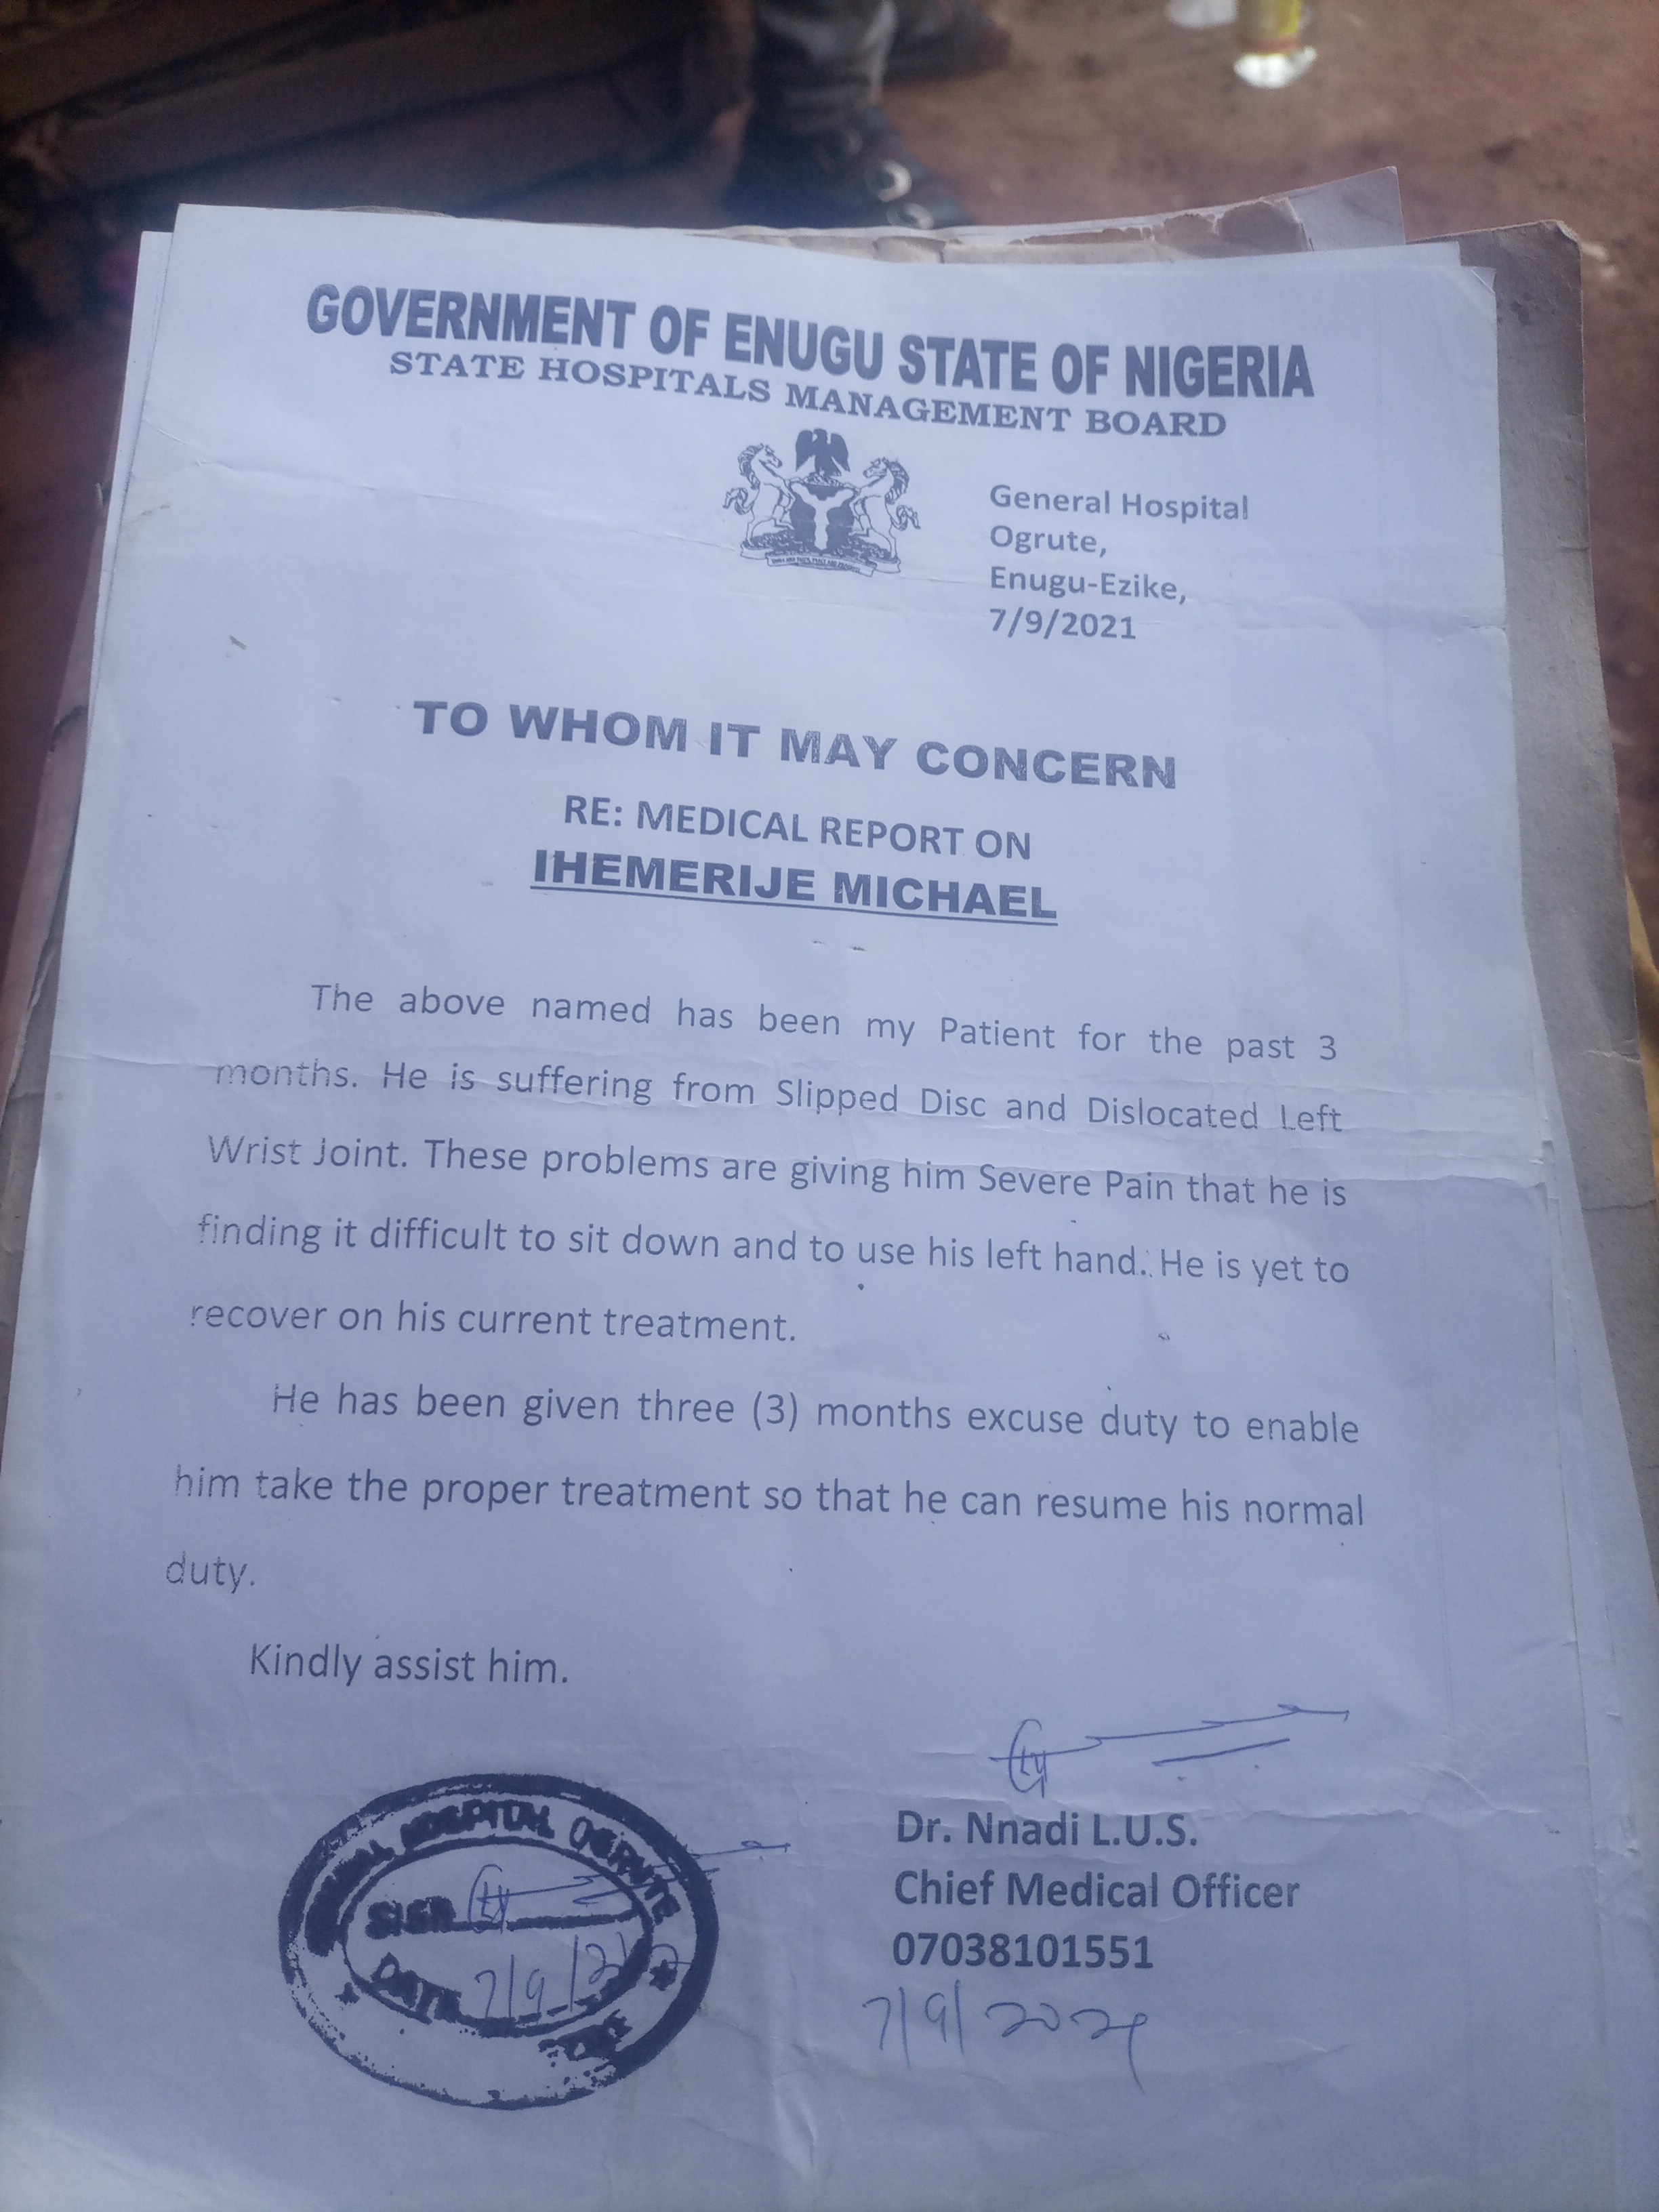 GOVERNMENT OF ENUGU STATE OF NIGERIA
STATE HOSPITALS MANAGEMENT BOARD
General Hospital
Ogrute,
Enugu-Ezike,
7/9/2021
TO WHOM IT MAY CONCERN
RE: MEDICAL REPORT ON
IHEMERIJE MICHAEL
The above named has been my Patient for the past 3
months. He is suffering from Slipped Disc and Dislocated Left
Wrist Joint. These problems are giving him Severe Pain that he is
finding it difficult to sit down and to use his left hand. He is yet to
recover on his current treatment.
He has been given three (3) months excuse duty to enable
him take the proper treatment so that he can resume his normal
duty.
Kindly assist him.
Dr. Nnadi L.U.S.
Chief Medical Officer
07038101551
7/9/2021
HOSPITAL OGRUTE
SIGN
DATE 7/9/